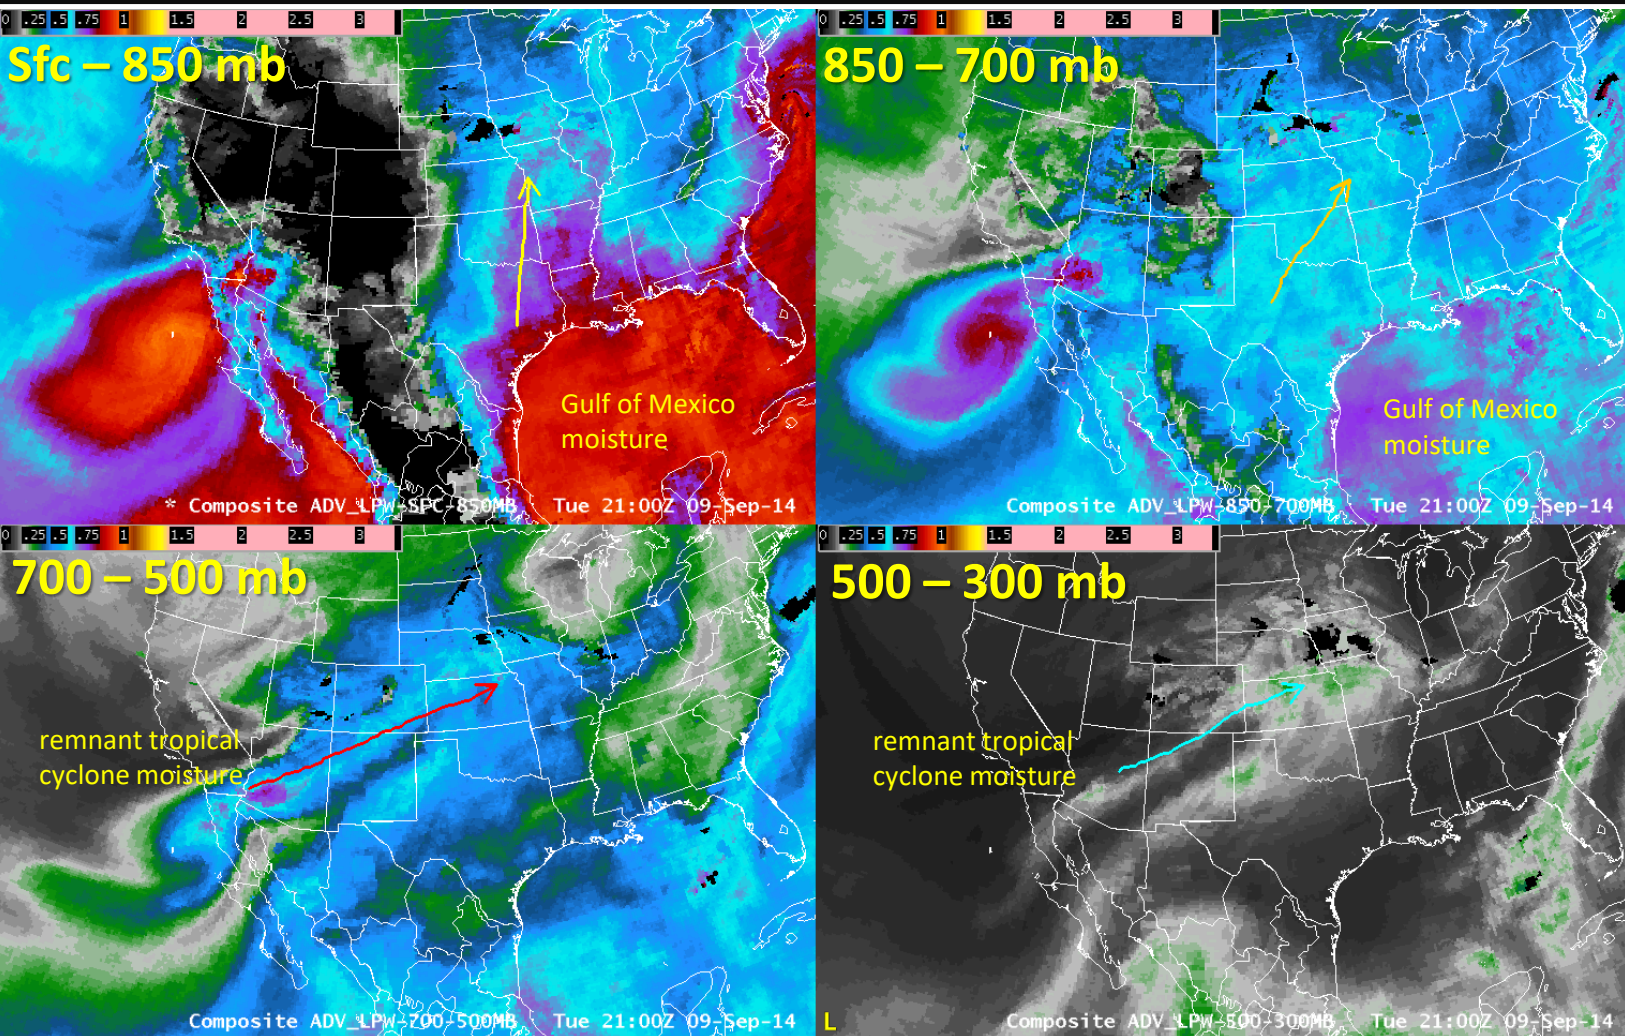 0 .25 .5 .75 1 1.5 2 2.5 3
Sfc – 850 mb
Gulf of Mexico
moisture
* Composite ADV_LPW-SFC-850MB Tue 21:00Z 09-Sep-14
0 .25 .5 .75 1 1.5 2 2.5 3
850 – 700 mb
Gulf of Mexico
moisture
Composite ADV_LPW-850-700MB Tue 21:00Z 09-Sep-14
0 .25 .5 .75 1 1.5 2 2.5 3
700 – 500 mb
remnant tropical
cyclone moisture
Composite ADV_LPW-700-500MB Tue 21:00Z 09-Sep-14
0 .25 .5 .75 1 1.5 2 2.5 3
500 – 300 mb
remnant tropical
cyclone moisture
L
Composite ADV_LPW-500-300MB Tue 21:00Z 09-Sep-14